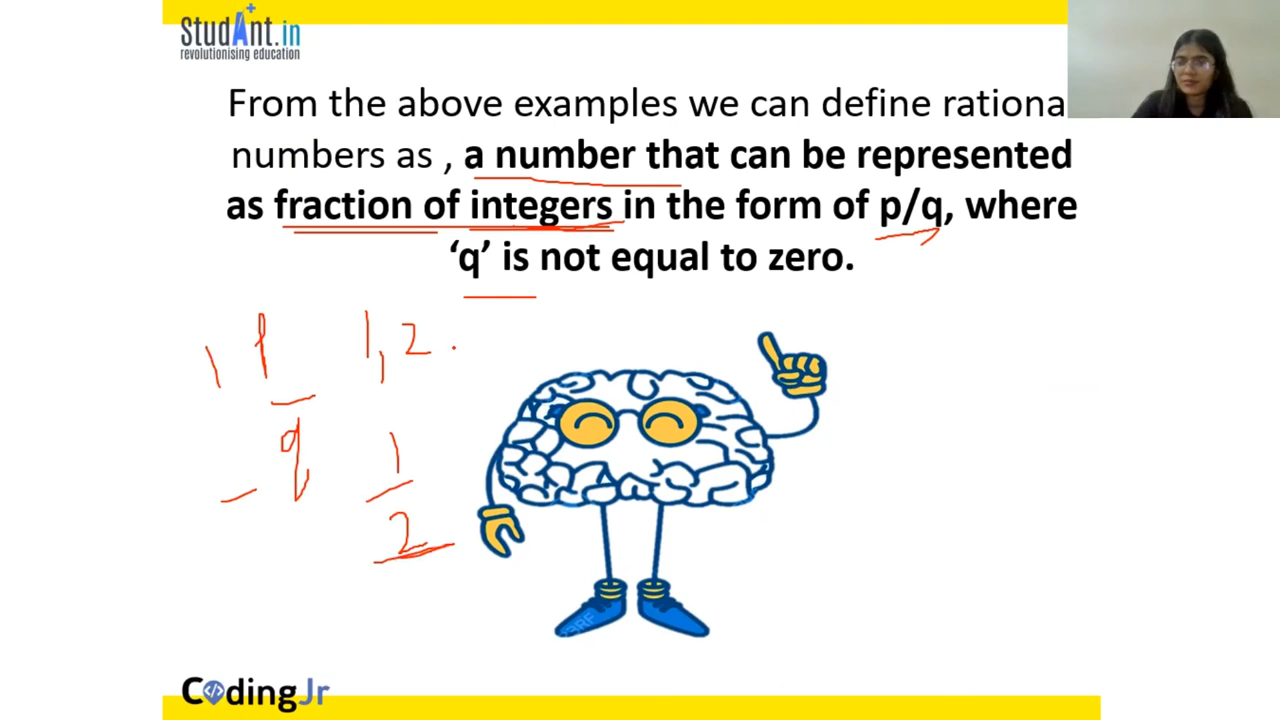 StudAnt.in
revolutionising education
From the above examples we can define rationa
numbers as , a number that can be represented
as fraction of integers in the form of p/q, where
‘q’ is not equal to zero.
1 p 1, 2.
q
1
2
CodingJr